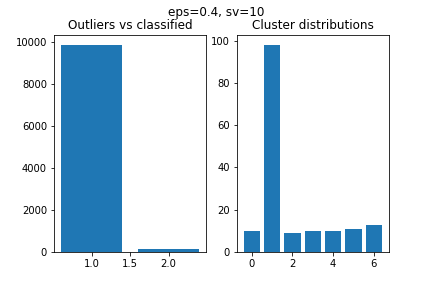 eps=0.4, sv=10
Outliers vs classified
Cluster distributions
10000
8000
6000
4000
2000
0
1.0 1.5 2.0
100
80
60
40
20
0
0 2 4 6